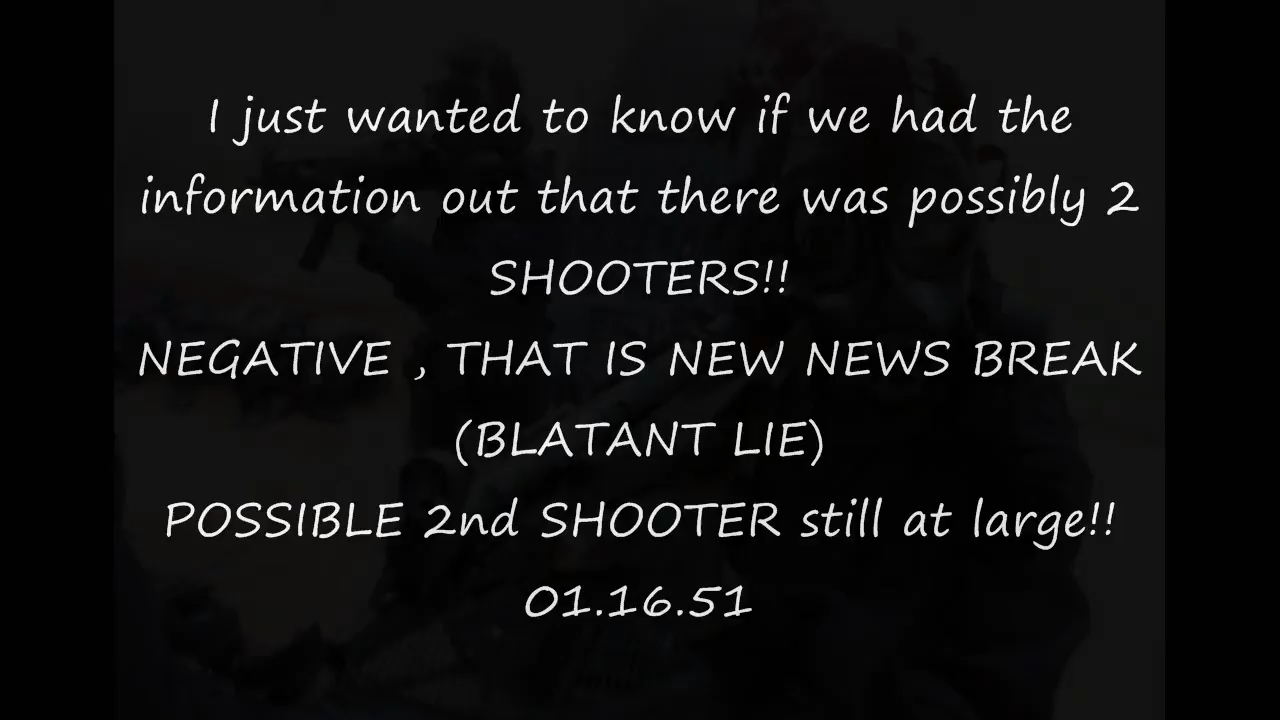 I just wanted to know if we had the
information out that there was possibly 2
SHOOTERS!!
NEGATIVE , THAT IS NEW NEWS BREAK
(BLATANT LIE)
POSSIBLE 2nd SHOOTER still at large!!
01.16.51